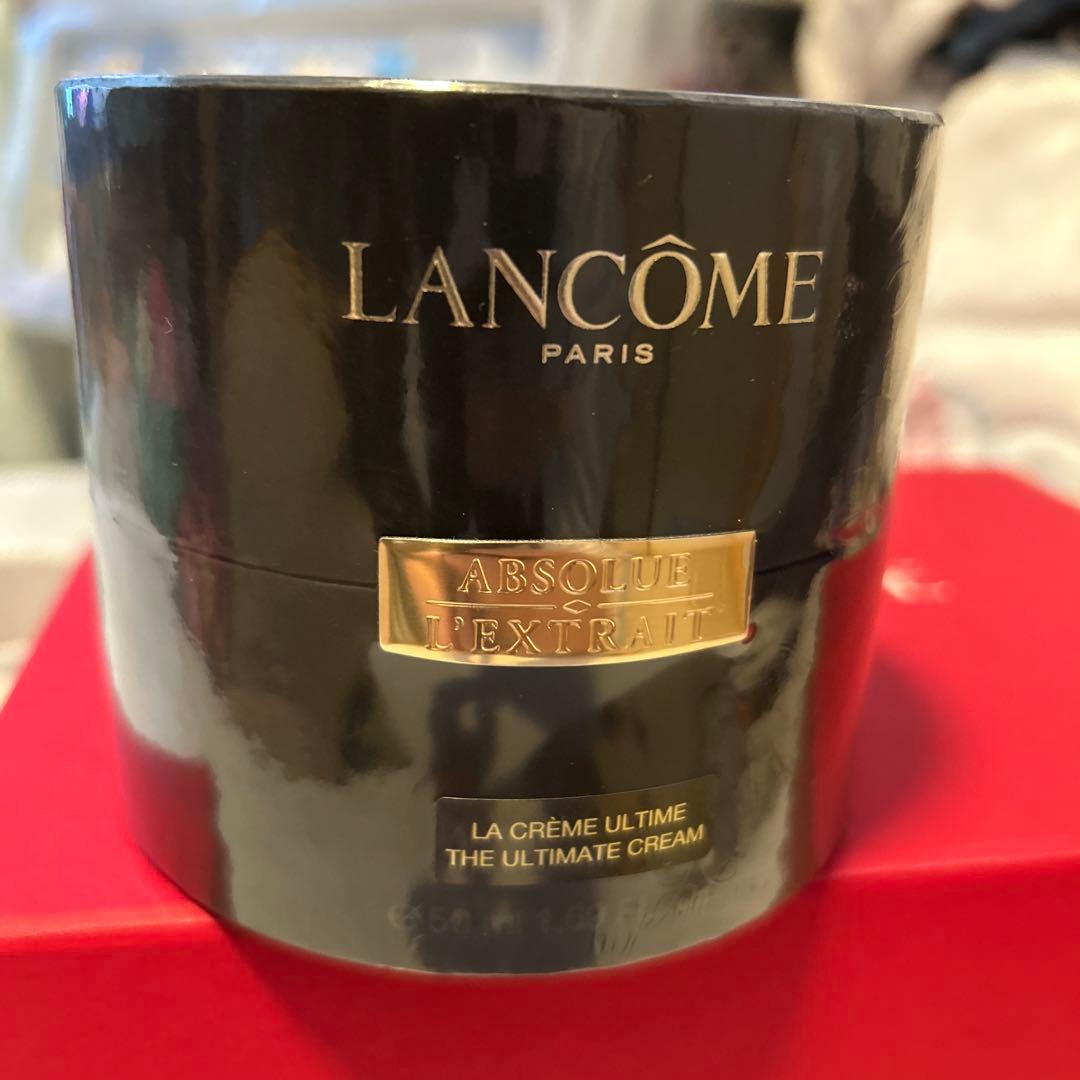 LANCÔME
PARIS
ABSOLUE
L'EXTRAIT
LA CRÈME ULTIME
THE ULTIMATE CREAM